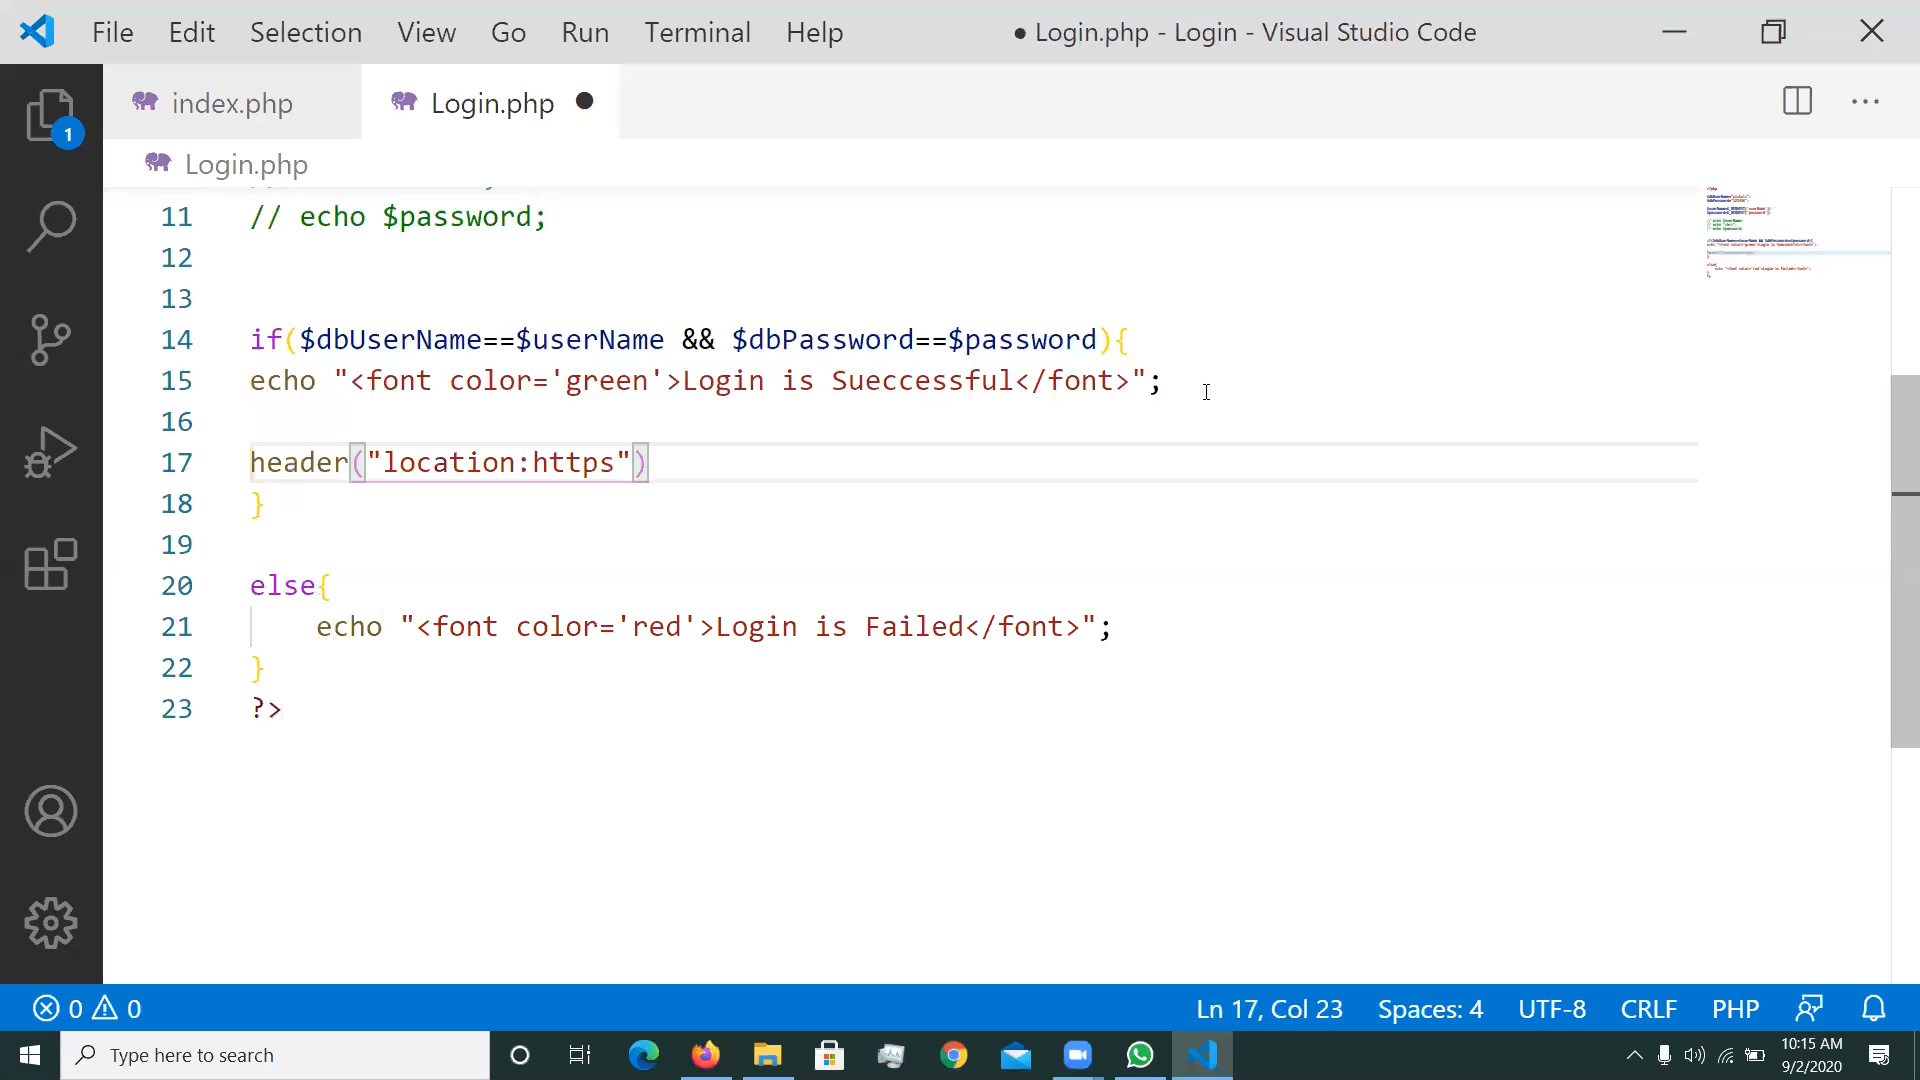 File Edit Selection View Go Run Terminal Help
● Login.php - Login - Visual Studio Code
1
index.php
Login.php
Login.php
11 // echo $password;
12
13
14 if($dbUserName==$userName && $dbPassword==$password){
15 echo "<font color='green'>Login is Sueccessful</font>";
16
17 header("location:https")
18 }
19
20 else{
21 echo "<font color='red'>Login is Failed</font>";
22 }
23 ?>
0 0
Ln 17, Col 23 Spaces: 4 UTF-8 CRLF PHP
Type here to search
10:15 AM
9/2/2020